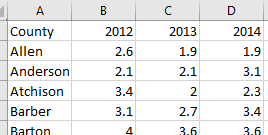 A B C D
County 2012 2013 2014
Allen 2.6 1.9 1.9
Anderson 2.1 2.1 3.1
Atchison 3.4 2 2.3
Barber 3.1 2.7 3.4
Barton 4 3.6 3.6